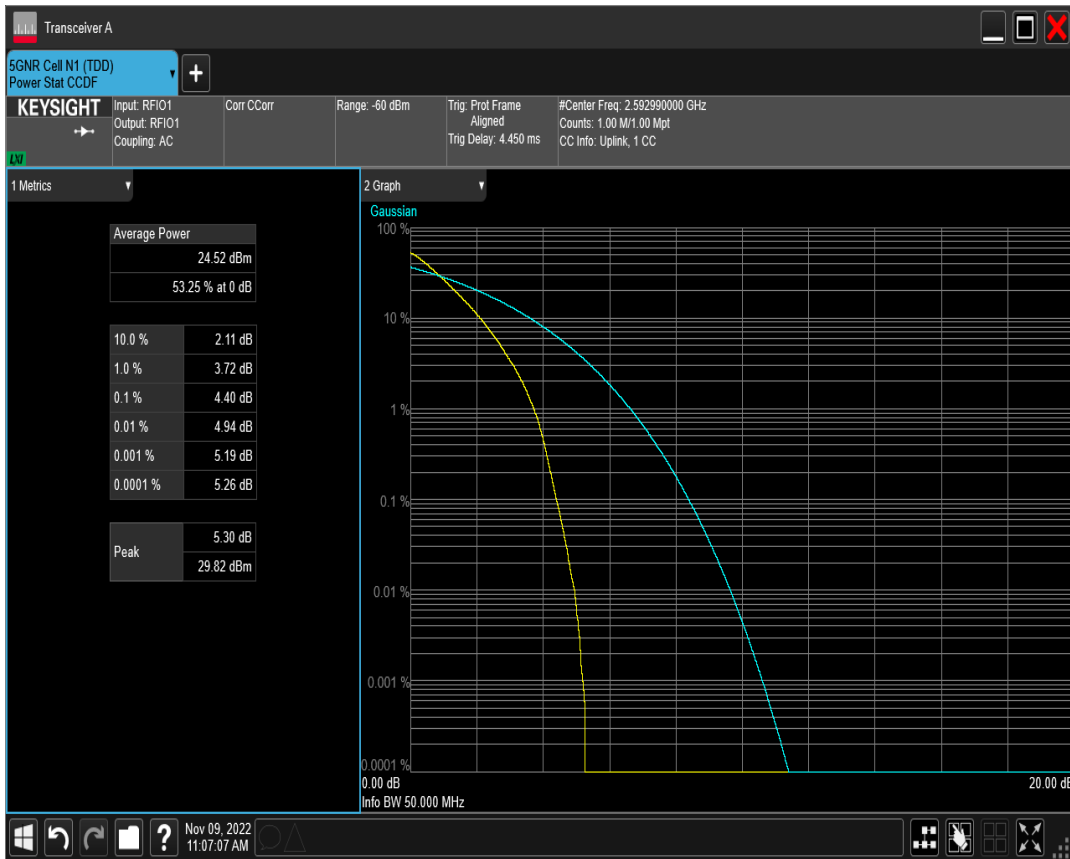 Transceiver A
5GNR Cell N1 (TDD)
Power Stat CCDF
+
KEYSIGHT
LXI
Input: RFIO1
Output: RFIO1
Coupling: AC
Corr CCorr
Range: -60 dBm
Trig: Prot Frame
Aligned
Trig Delay: 4.450 ms
#Center Freq: 2.592990000 GHz
Counts: 1.00 M/1.00 Mpt
CC Info: Uplink, 1 CC
1 Metrics
Average Power
24.52 dBm
53.25 % at 0 dB
10.0 % 2.11 dB
1.0 % 3.72 dB
0.1 % 4.40 dB
0.01 % 4.94 dB
0.001 % 5.19 dB
0.0001 % 5.26 dB
Peak 5.30 dB
29.82 dBm
2 Graph
Gaussian
100 %
10 %
1 %
0.1 %
0.01 %
0.001 %
0.0001 %
0.00 dB 20.00 dB
Info BW 50.000 MHz
?
Nov 09, 2022
11:07:07 AM